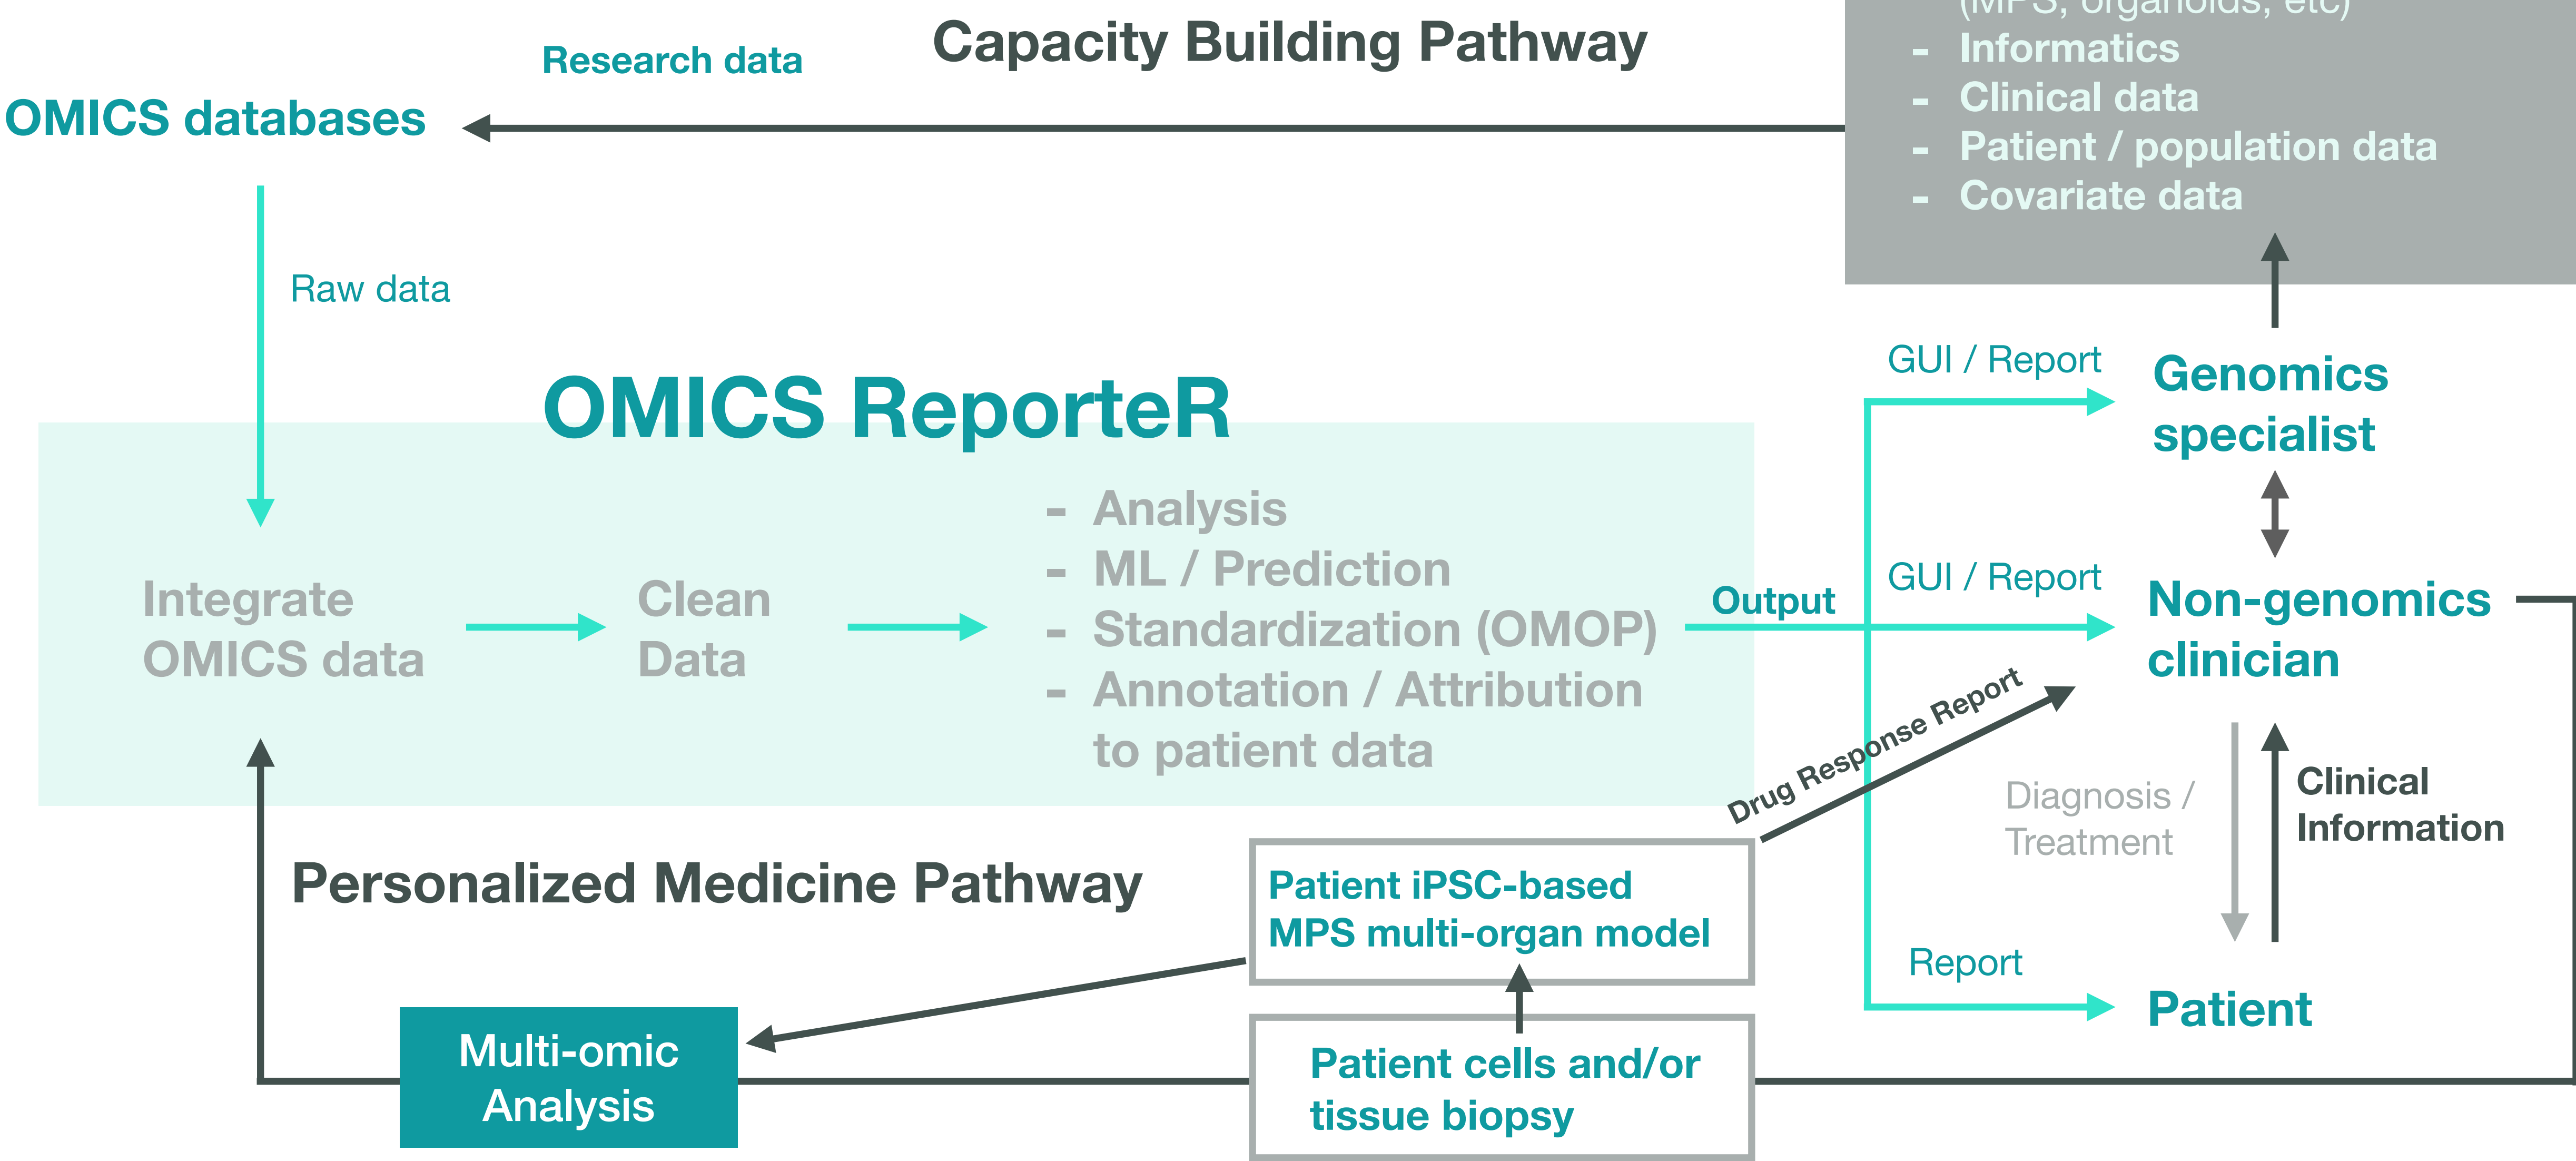 (MPS, organoids, etc)
- Informatics
- Clinical data
- Patient / population data
- Covariate data
Capacity Building Pathway
Research data
OMICS databases
Raw data
OMICS ReporteR
Integrate
OMICS data
Clean
Data
- Analysis
- ML / Prediction
- Standardization (OMOP)
- Annotation / Attribution
to patient data
Output
GUI / Report
Genomics
specialist
GUI / Report
Non-genomics
clinician
Drug Response Report
Diagnosis /
Treatment
Clinical
Information
Report
Patient
Personalized Medicine Pathway
Patient iPSC-based
MPS multi-organ model
Multi-omic
Analysis
Patient cells and/or
tissue biopsy